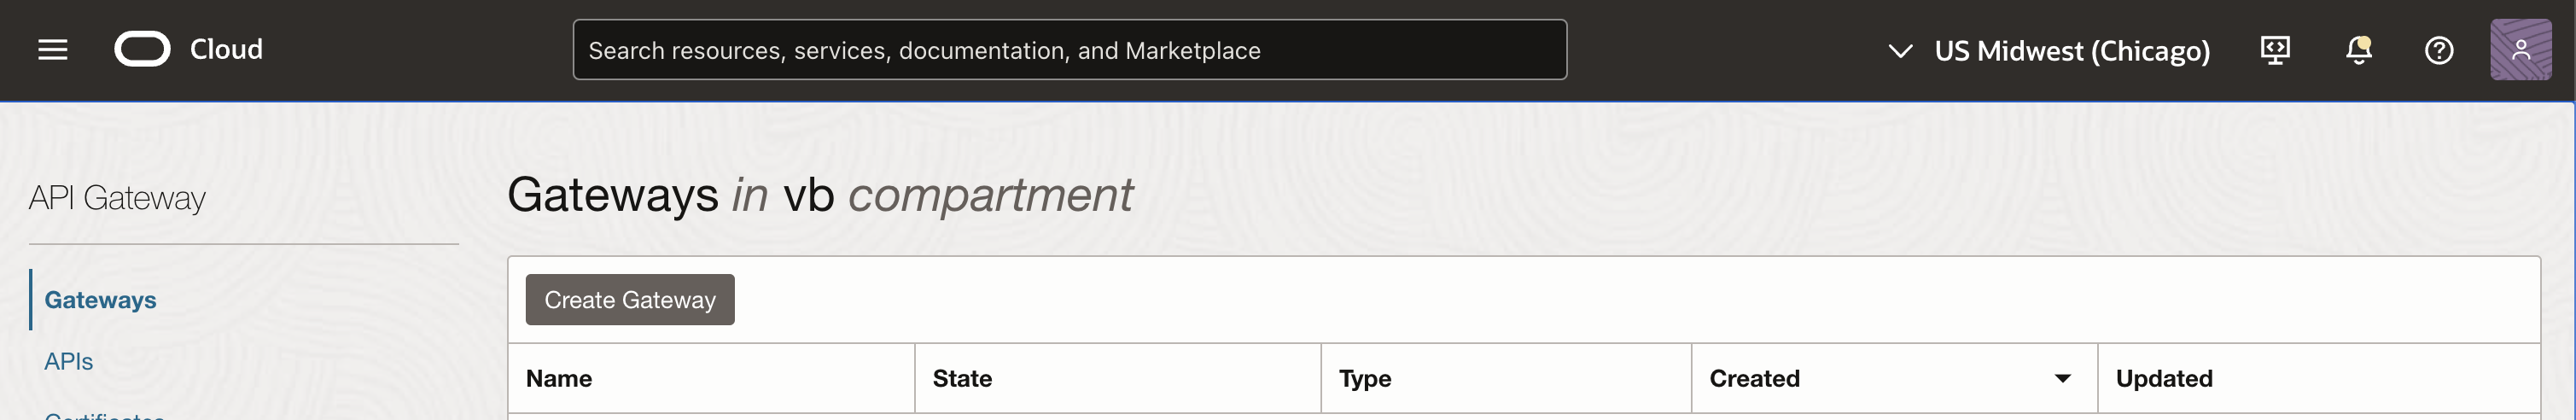 Cloud
Search resources, services, documentation, and Marketplace
US Midwest (Chicago)
API Gateway
Gateways
APIs
Certificates
Gateways in vb compartment
Create Gateway
Name State Type Created Updated